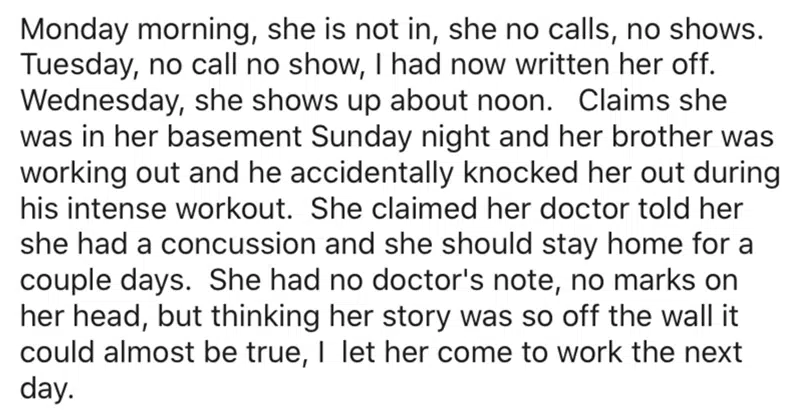 Monday morning, she is not in, she no calls, no shows.
Tuesday, no call no show, I had now written her off.
Wednesday, she shows up about noon.   Claims she
was in her basement Sunday night and her brother was
working out and he accidentally knocked her out during
his intense workout.  She claimed her doctor told her
she had a concussion and she should stay home for a
couple days.  She had no doctor's note, no marks on
her head, but thinking her story was so off the wall it
could almost be true, I  let her come to work the next
day.